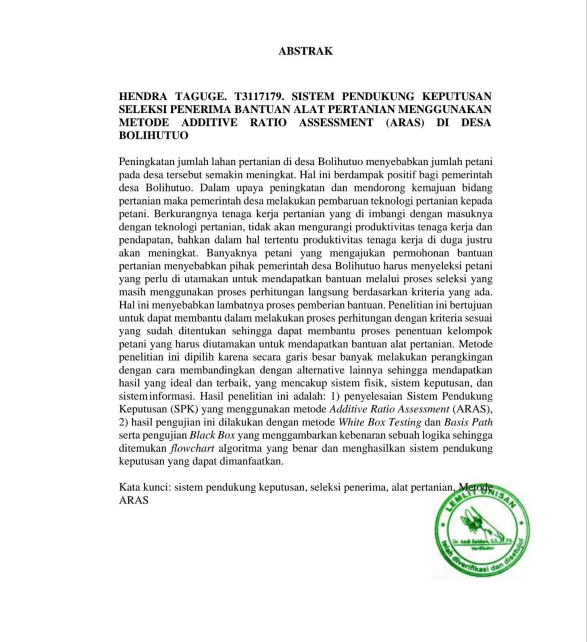 ABSTRAK
HENDRA TAGUGE. T3117179. SISTEM PENDUKUNG KEPUTUSAN
SELEKSI PENERIMA BANTUAN ALAT PERTANIAN MENGGUNAKAN
METODE ADDITIVE RATIO ASSESSMENT (ARAS) DI DESA
BOLIHUTUO
Peningkatan jumlah lahan pertanian di desa Bolihutuo menyebabkan jumlah petani
pada desa tersebut semakin meningkat. Hal ini berdampak positif bagi pemerintah
desa Bolihutuo. Dalam upaya peningkatan dan mendorong kemajuan bidang
pertanian maka pemerintah desa melakukan pembaruan teknologi pertanian kepada
petani. Berkurangnya tenaga kerja pertanian yang di imbangi dengan masuknya
dengan teknologi pertanian, tidak akan mengurangi produktivitas tenaga kerja dan
pendapatan, bahkan dalam hal tertentu produktivitas tenaga kerja di duga justru
akan meningkat. Banyaknya petani yang mengajukan permohonan bantuan
pertanian menyebabkan pihak pemerintah desa Bolihutuo harus menyeleksi petani
yang perlu di utamakan untuk mendapatkan bantuan melalui proses seleksi yang
masih menggunakan proses perhitungan langsung berdasarkan kriteria yang ada.
Hal ini menyebabkan lambatnya proses pemberian bantuan. Penelitian ini bertujuan
untuk dapat membantu dalam melakukan proses perhitungan dengan kriteria sesuai
yang sudah ditentukan sehingga dapat membantu proses penentuan kelompok
petani yang harus diutamakan untuk mendapatkan bantuan alat pertanian. Metode
penelitian ini dipilih karena secara garis besar banyak melakukan perangkingan
dengan cara membandingkan dengan alternative lainnya sehingga mendapatkan
hasil yang ideal dan terbaik, yang mencakup sistem fisik, sistem keputusan, dan
sistem informasi. Hasil penelitian ini adalah: 1) penyelesaian Sistem Pendukung
Keputusan (SPK) yang menggunakan metode Additive Ratio Assessment (ARAS),
2) hasil pengujian ini dilakukan dengan metode White Box Testing dan Basis Path
serta pengujian Black Box yang menggambarkan kebenaran sebuah logika sehingga
ditemukan flowchart algoritma yang benar dan menghasilkan sistem pendukung
keputusan yang dapat dimanfaatkan.
Kata kunci: sistem pendukung keputusan, seleksi penerima, alat pertanian, Metode
ARAS
LEMLIT UNISAN
Verifikator
telah diverifikasi dan disetujui